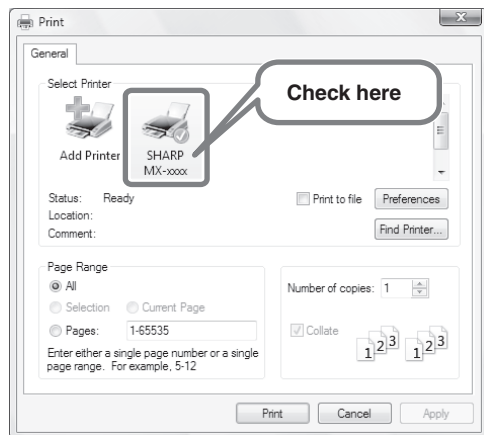 Print
X
General
Select Printer
Check here
Add Printer
SHARP
MX-xxxx
Status: Ready
Print to file
Preferences
Location:
Comment:
Find Printer...
Page Range
All
Selection
Current Page
Pages: 1-65535
Enter either a single page number or a single
page range. For example, 5-12
Number of copies: 1
Collate
1 2 3 1 2 3
Print Cancel Apply